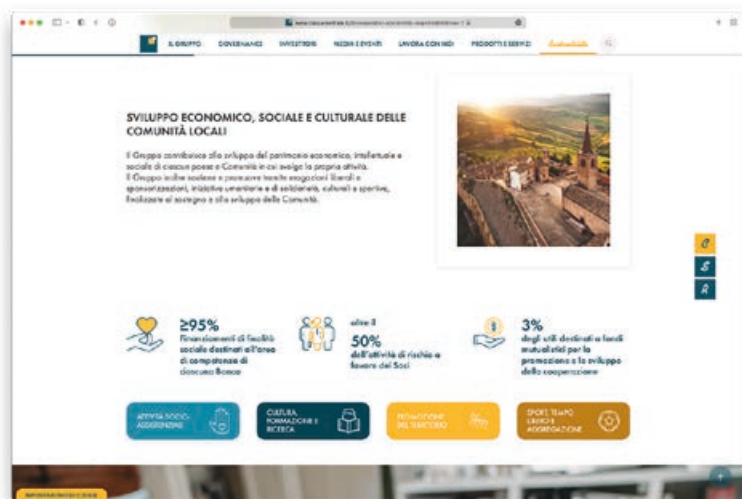 IL GRUPPO GOVERNANCE INVESTITORI MEDIA E EVENTI LAVORA CON NOI PRODOTTI E SERVIZI Sostenibilità
SVILUPPO ECONOMICO, SOCIALE E CULTURALE DELLE
COMUNITÀ LOCALI
Il Gruppo contribuisce allo sviluppo del patrimonio economico, intellettuale e
sociale di ciascun paese e Comunità in cui svolge la propria attività.
Il Gruppo inoltre sostiene e promuove tramite erogazioni liberali e
sponsorizzazioni, iniziative umanitarie e di solidarietà, culturali e sportive,
finalizzate al sostegno e allo sviluppo delle Comunità.
C
S
R
≥95%
Finanziamenti di finalità
sociale destinati all'area
di competenza di
ciascuna Banca
oltre il
50%
dell'attività di rischio a
favore dei Soci
3%
degli utili destinati a fondi
mutualistici per la
promozione e lo sviluppo
della cooperazione
ATTIVITÀ SOCIO-
ASSISTENZIALI
CULTURA,
FORMAZIONE E
RICERCA
PROMOZIONE
DEL TERRITORIO
SPORT, TEMPO
LIBERO E
AGGREGAZIONE